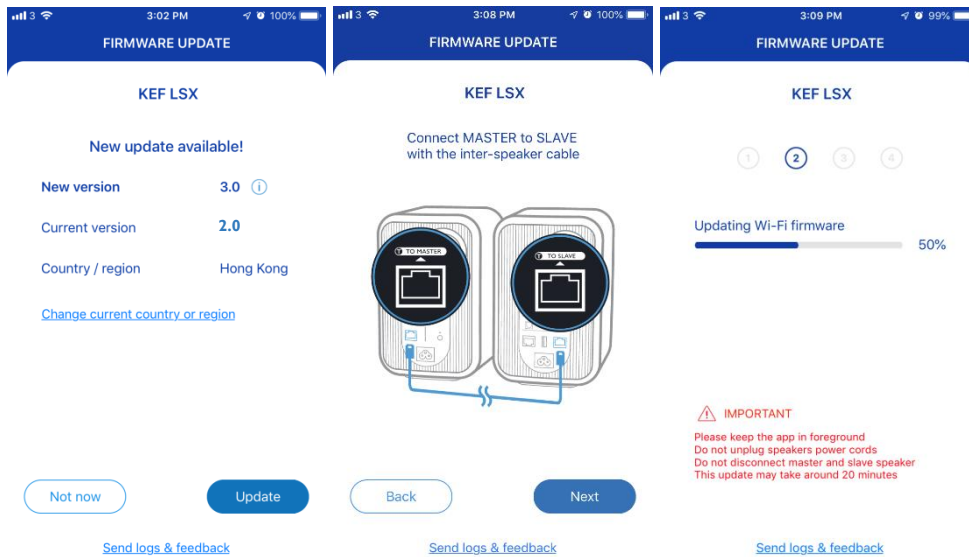 3
3:02 PM
100%
FIRMWARE UPDATE
KEF LSX
New update available!
New version 3.0
Current version 2.0
Country / region Hong Kong
Change current country or region
Not now
Update
Send logs & feedback
3
3:08 PM
100%
FIRMWARE UPDATE
KEF LSX
Connect MASTER to SLAVE
with the inter-speaker cable
TO MASTER
TO SLAVE
Back
Next
Send logs & feedback
3
3:09 PM
99%
FIRMWARE UPDATE
KEF LSX
1 2 3 4
Updating Wi-Fi firmware
50%
IMPORTANT
Please keep the app in foreground
Do not unplug speakers power cords
Do not disconnect master and slave speaker
This update may take around 20 minutes
Send logs & feedback